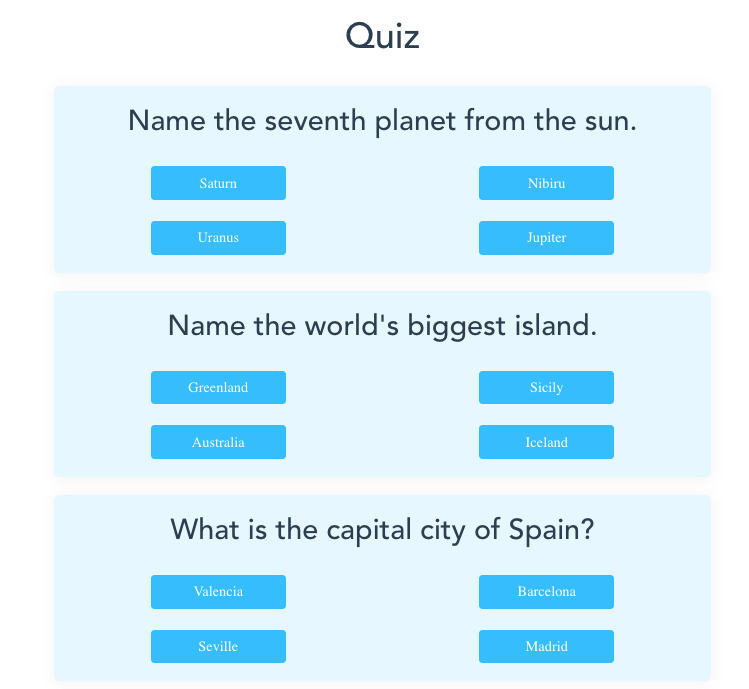 Quiz
Name the seventh planet from the sun.
Saturn Nibiru
Uranus Jupiter
Name the world's biggest island.
Greenland Sicily
Australia Iceland
What is the capital city of Spain?
Valencia Barcelona
Seville Madrid